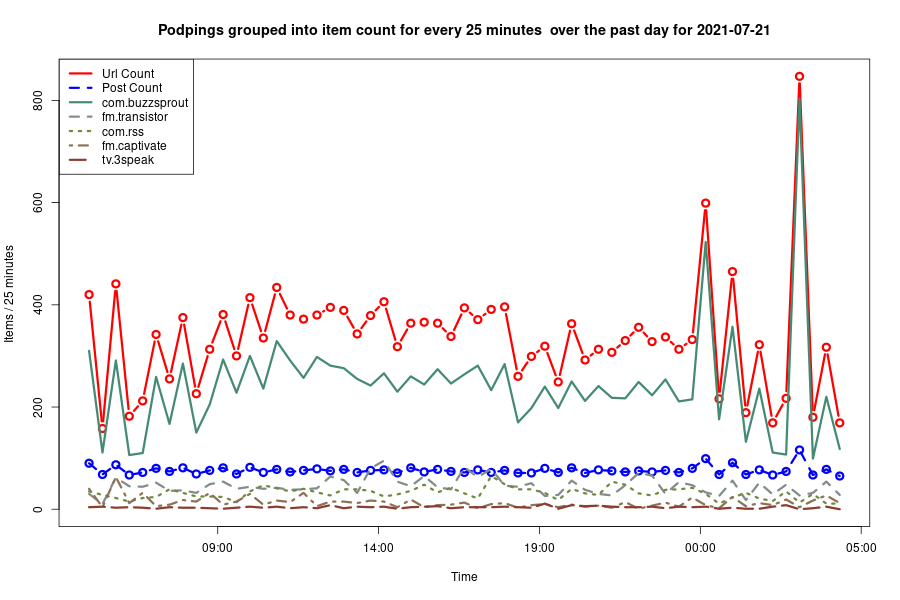 Podpings grouped into item count for every 25 minutes  over the past day for 2021-07-21
Url Count
Post Count
com.buzzsprout
fm.transistor
com.rss
fm.captivate
tv.3speak
Items / 25 minutes
800
600
400
200
0
09:00 14:00 19:00 00:00 05:00
Time